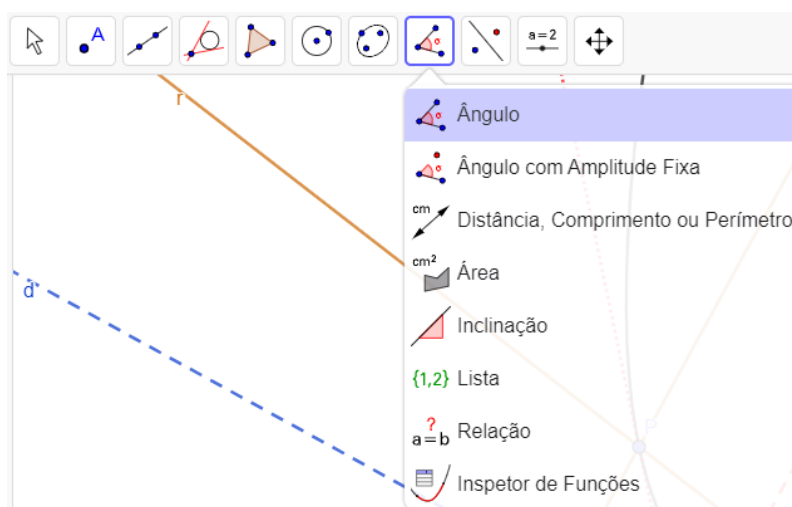 A
a=2
r
Ângulo
Ângulo com Amplitude Fixa
cm
Distância, Comprimento ou Perímetro
cm²
Área
d
Inclinação
{1,2} Lista
?
a=b
Relação
P
Inspetor de Funções